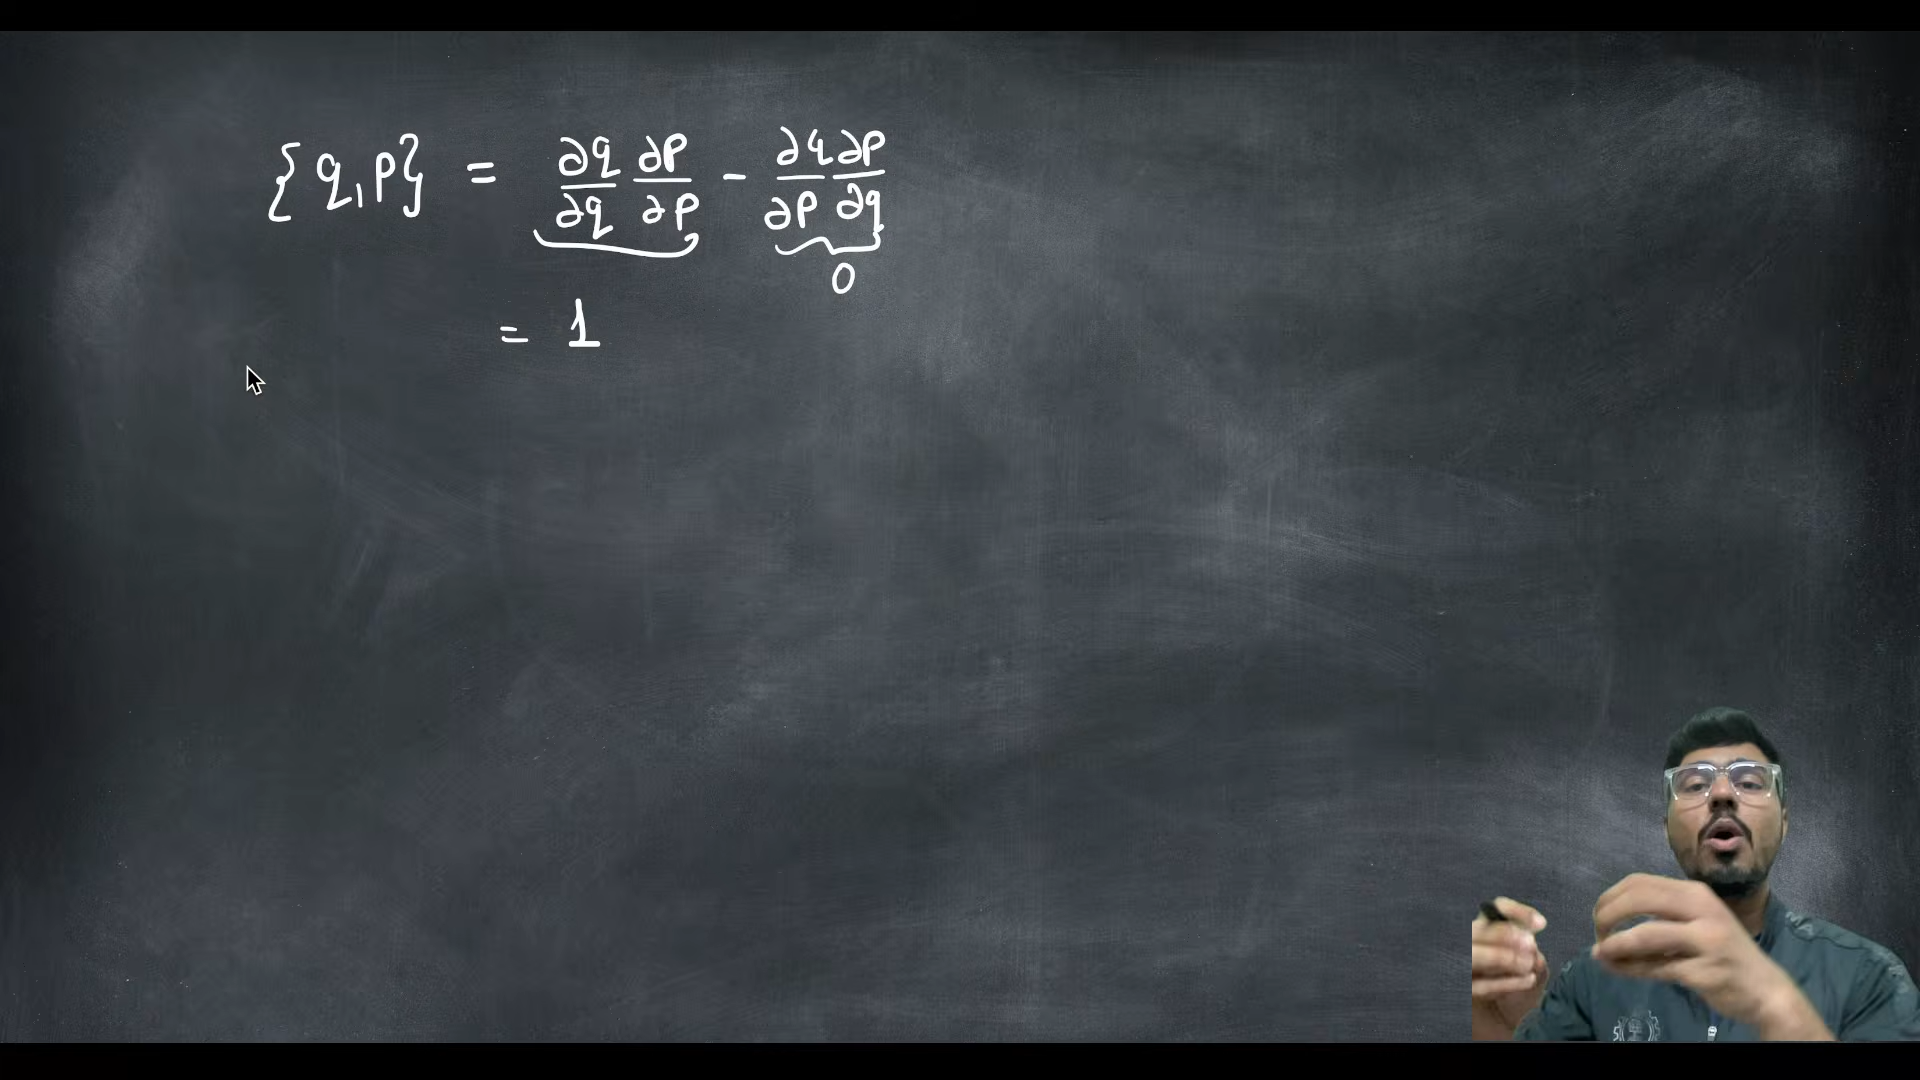 {q,p} = ∂q/∂q ∂p/∂p - ∂q/∂p ∂p/∂q
0
= 1